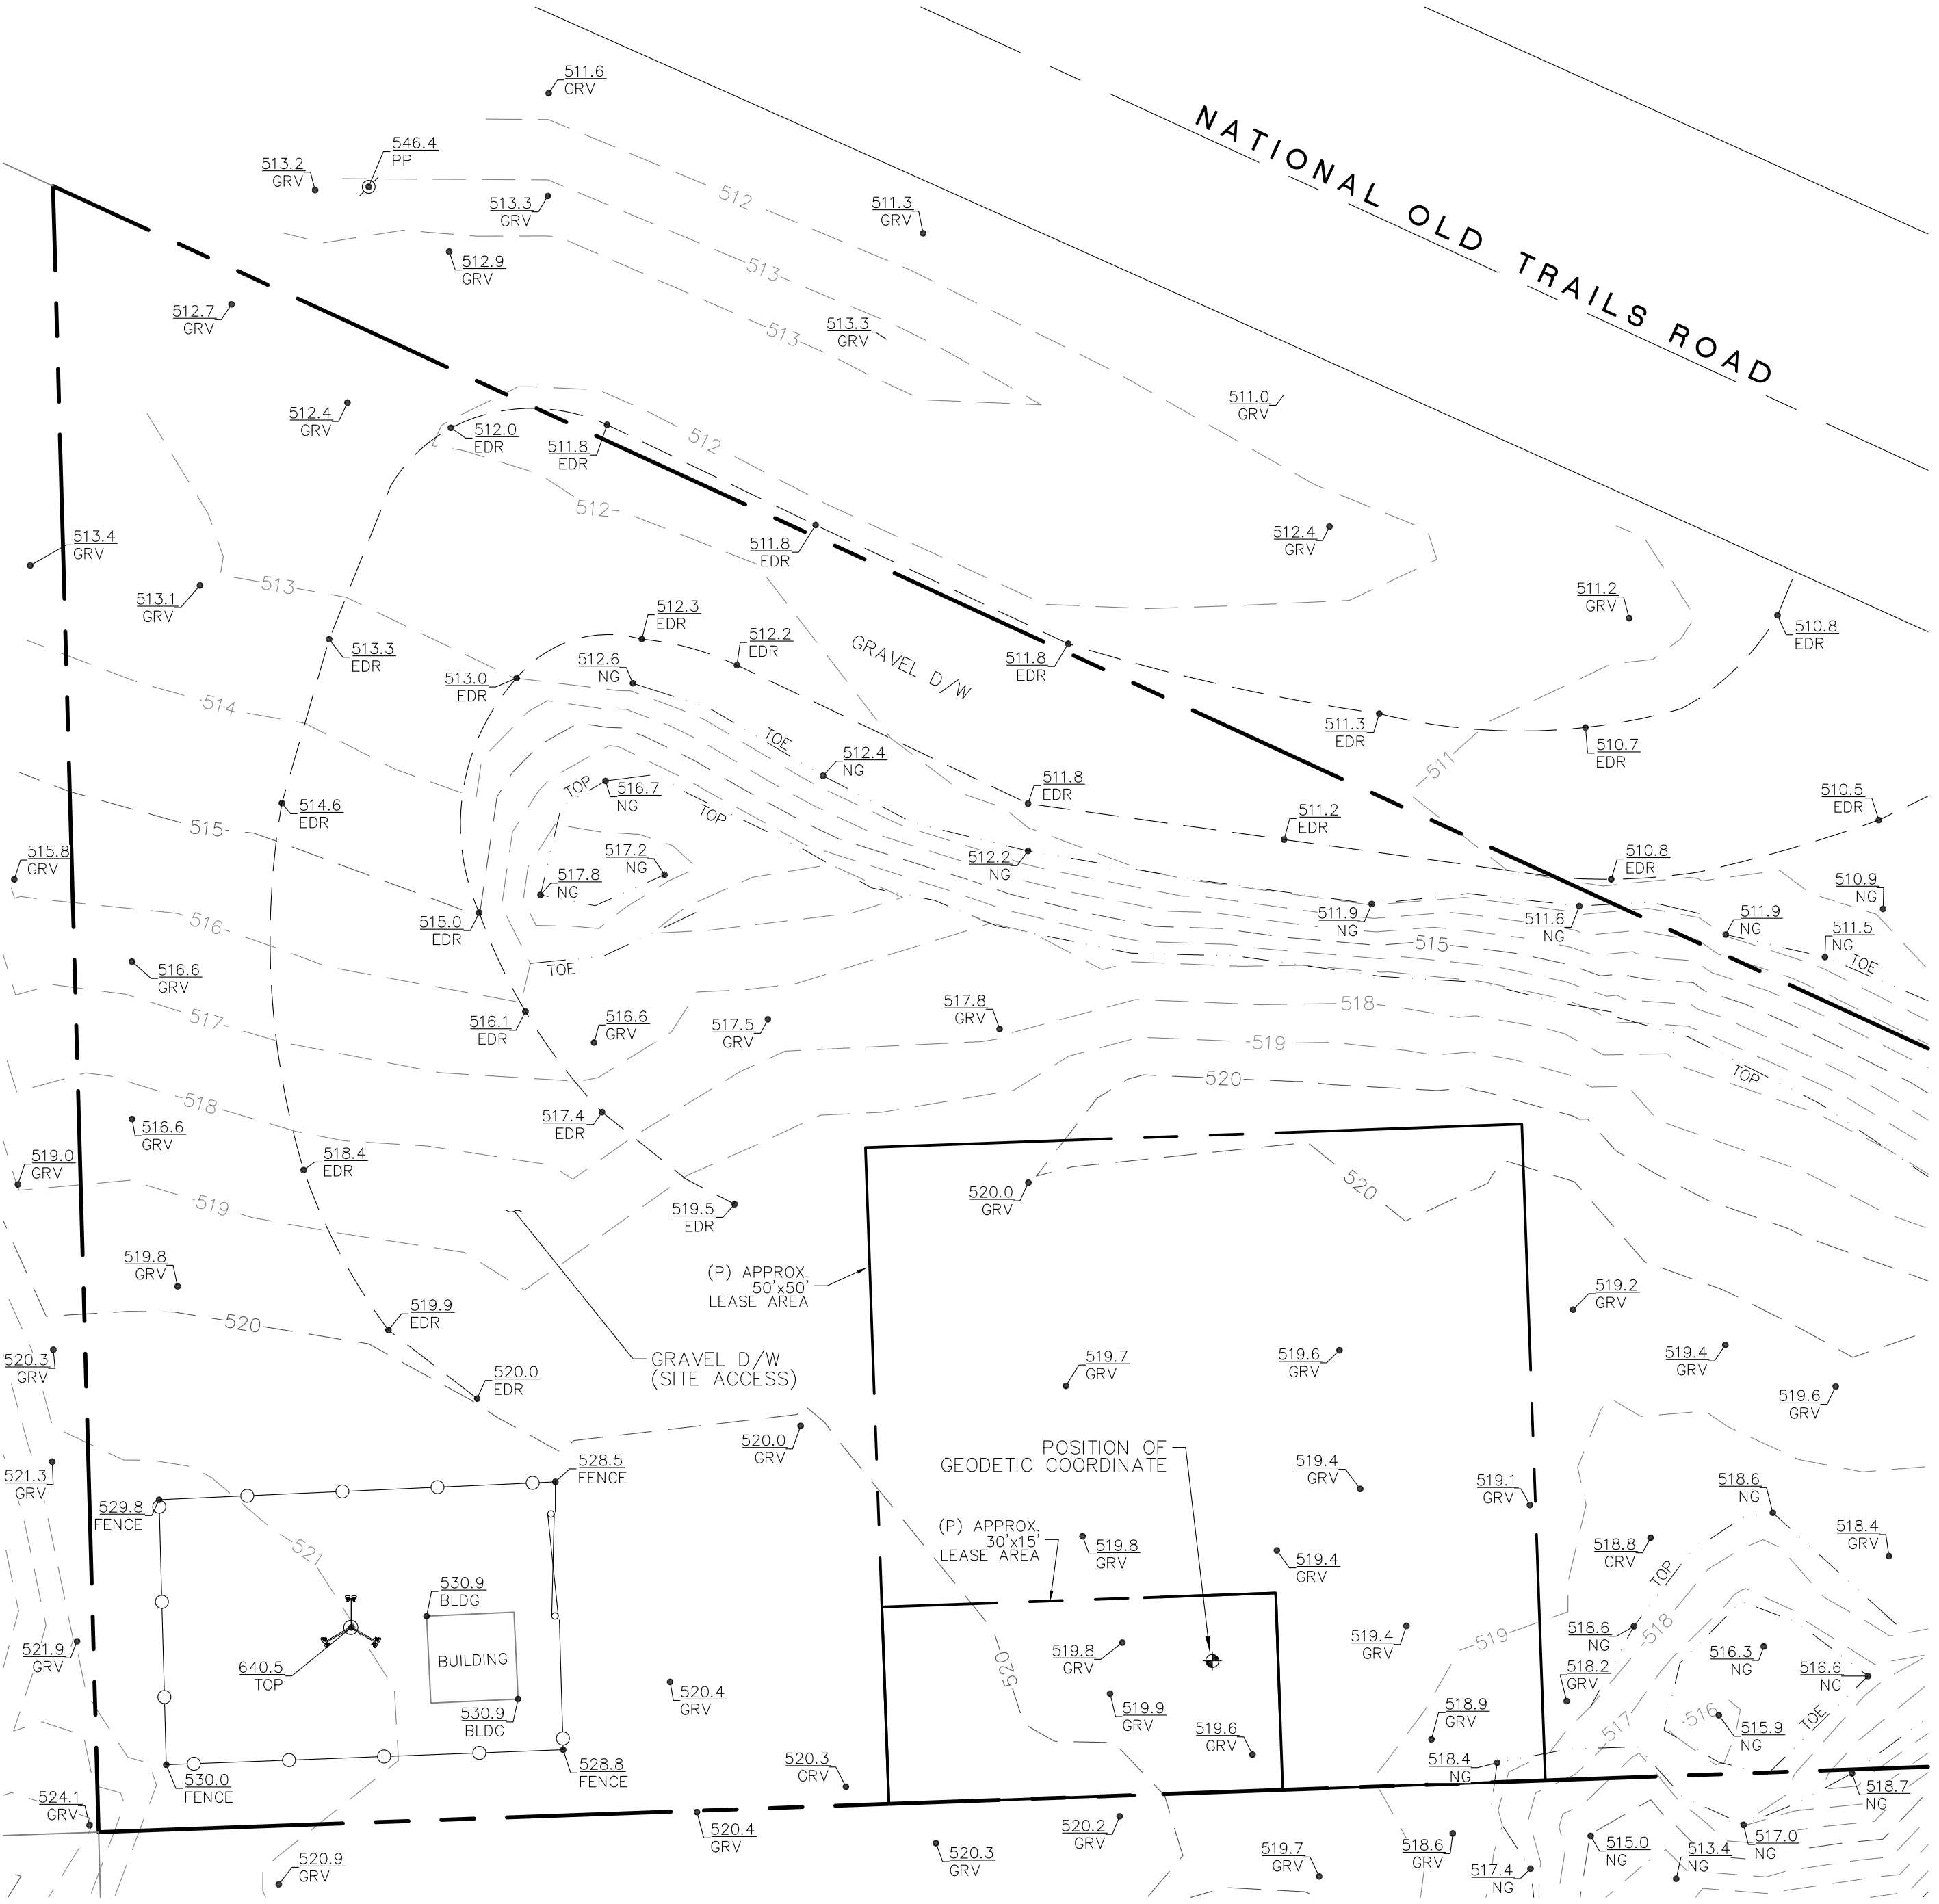 511.6
GRV
546.4
PP
513.2
GRV
513.3
GRV
512
511.3
GRV
NATIONAL OLD TRAILS ROAD
512.9
GRV
513
512.7
GRV
513.3
GRV
513
512.4
GRV
512.0
EDR
511.8
EDR
512
511.0
GRV
512
513.4
GRV
511.8
EDR
512.4
GRV
513
513.1
GRV
512.3
EDR
511.2
GRV
510.8
EDR
513.3
EDR
512.6
NG
512.2
EDR
GRAVEL D/W
511.8
EDR
513.0
EDR
514
511.3
EDR
510.7
EDR
TOE
512.4
NG
511
514.6
EDR
TOP
516.7
NG
TOP
511.8
EDR
510.5
EDR
515
511.2
EDR
515.8
GRV
517.2
NG
512.2
NG
510.8
EDR
517.8
NG
510.9
NG
516
515.0
EDR
511.9
NG
511.6
NG
511.9
NG
515
511.5
NG
TOE
TOE
516.6
GRV
517
516.1
EDR
516.6
GRV
517.5
GRV
517.8
GRV
518
519
520
TOP
518
516.6
GRV
517.4
EDR
519.0
GRV
518.4
EDR
519
519.5
EDR
520.0
GRV
520
519.8
GRV
(P) APPROX.
50'x50'
LEASE AREA
519.2
GRV
520
519.9
EDR
520.3
GRV
520.0
EDR
GRAVEL D/W
(SITE ACCESS)
519.7
GRV
519.6
GRV
519.4
GRV
519.6
GRV
520.0
GRV
POSITION OF
GEODETIC COORDINATE
521.3
GRV
528.5
FENCE
529.8
FENCE
519.4
GRV
519.1
GRV
518.6
NG
521
(P) APPROX.
30'x15'
LEASE AREA
519.8
GRV
519.4
GRV
518.8
GRV
518.4
GRV
TOP
530.9
BLDG
521.9
GRV
BUILDING
640.5
TOP
519.8
GRV
519.4
GRV
519
518.6
NG
518
516.3
NG
516.6
NG
520
520.4
GRV
519.9
GRV
518.2
GRV
530.9
BLDG
519.6
GRV
518.9
GRV
517
516
515.9
NG
TOE
528.8
FENCE
530.0
FENCE
520.3
GRV
518.4
NG
518.7
NG
524.1
GRV
520.4
GRV
520.2
GRV
520.3
GRV
519.7
GRV
518.6
GRV
517.4
NG
515.0
NG
513.4
NG
517.0
NG
520.9
GRV